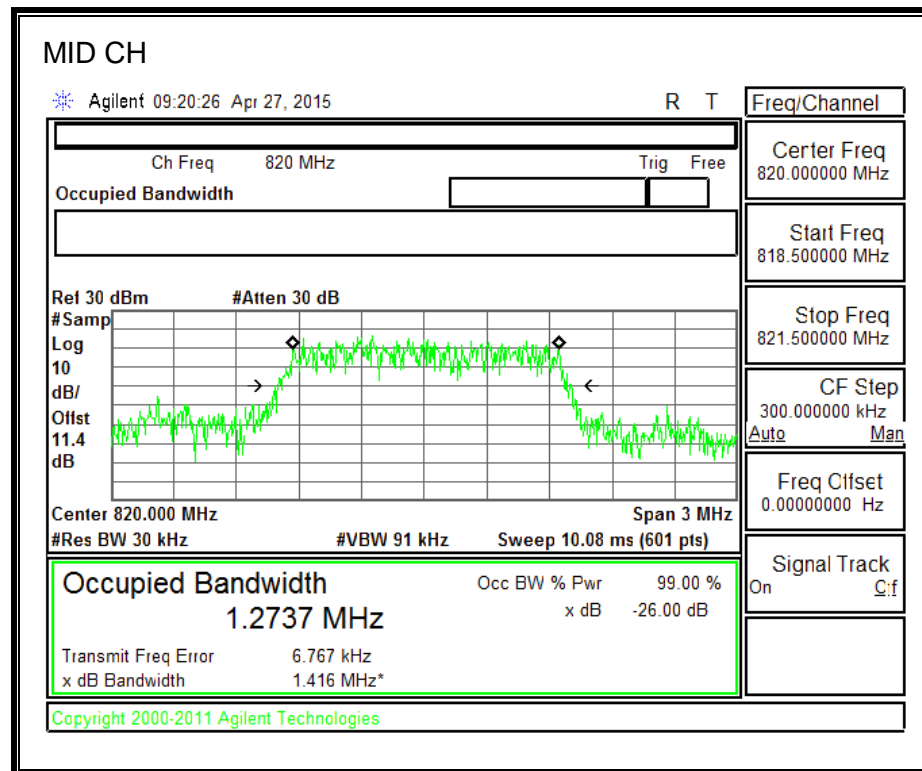 MID CH
Agilent 09:20:26 Apr 27, 2015 R T
Freq/Channel
Ch Freq 820 MHz Trig Free
Occupied Bandwidth
Center Freq
820.000000 MHz
Start Freq
818.500000 MHz
Stop Freq
821.500000 MHz
CF Step
300.000000 kHz
Auto Man
Freq Offset
0.00000000 Hz
Signal Track
On Off
Ref 30 dBm #Atten 30 dB
#Samp
Log
10
dB/
Offst
11.4
dB
Center 820.000 MHz Span 3 MHz
#Res BW 30 kHz #VBW 91 kHz Sweep 10.08 ms (601 pts)
Occupied Bandwidth Occ BW % Pwr 99.00 %
1.2737 MHz x dB -26.00 dB
Transmit Freq Error 6.767 kHz
x dB Bandwidth 1.416 MHz*
Copyright 2000-2011 Agilent Technologies